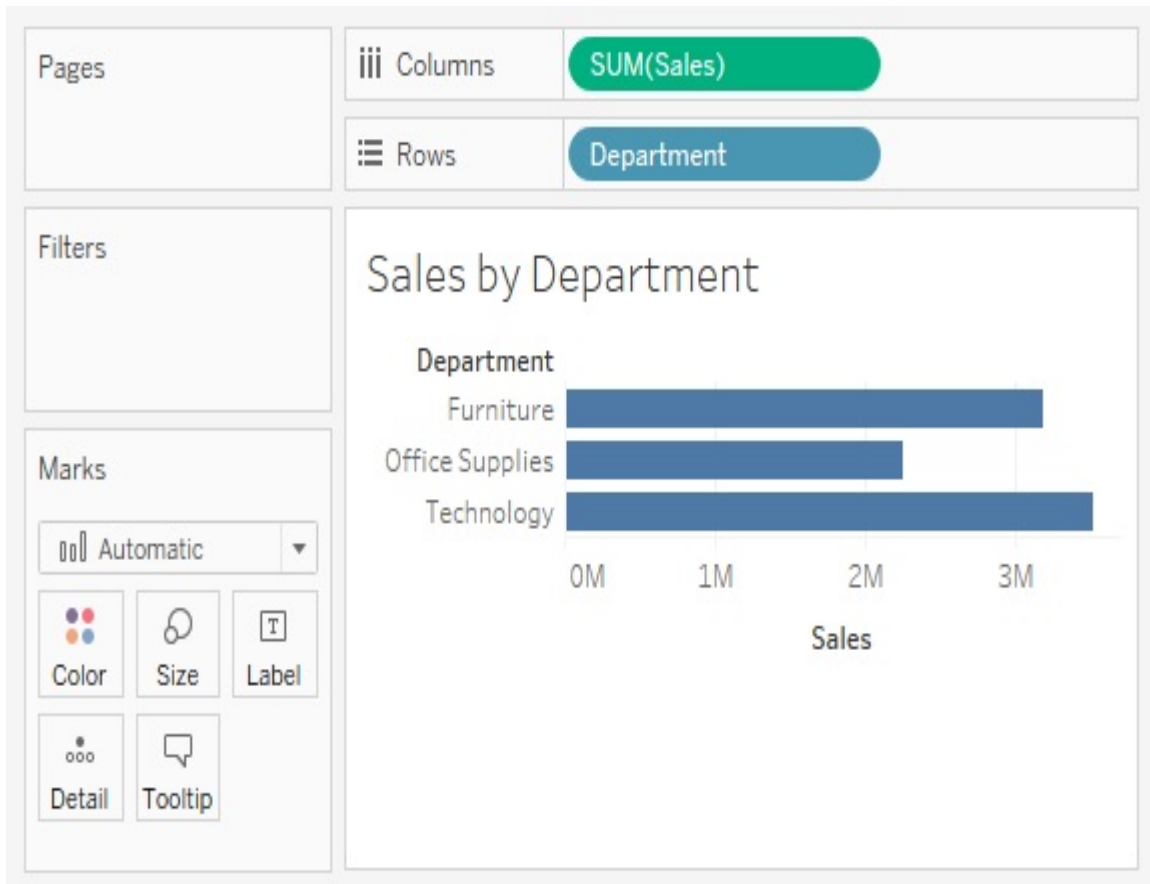 Pages
Columns
SUM(Sales)
Rows
Department
Filters
Sales by Department
Department
Furniture
Office Supplies
Technology
0M 1M 2M 3M
Sales
Marks
Automatic
Color Size T Label
Detail Tooltip